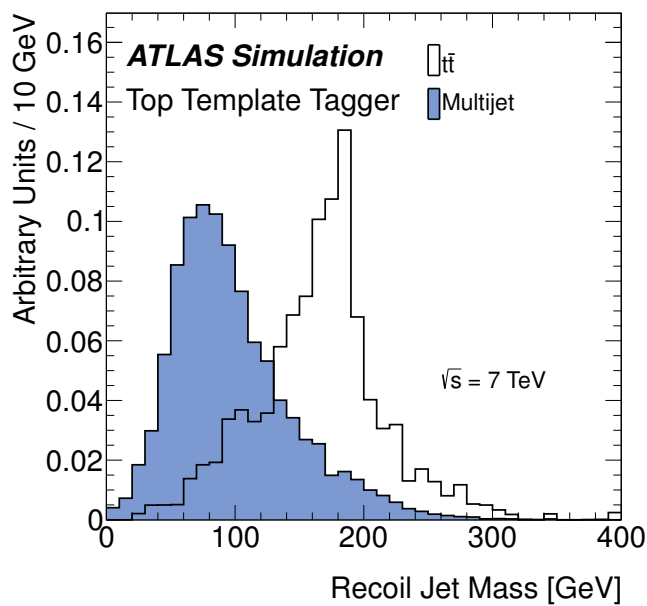 ATLAS Simulation
Top Template Tagger
tt̄
Multijet
√s = 7 TeV
Arbitrary Units / 10 GeV
0.16
0.14
0.12
0.1
0.08
0.06
0.04
0.02
0
0 100 200 300 400
Recoil Jet Mass [GeV]